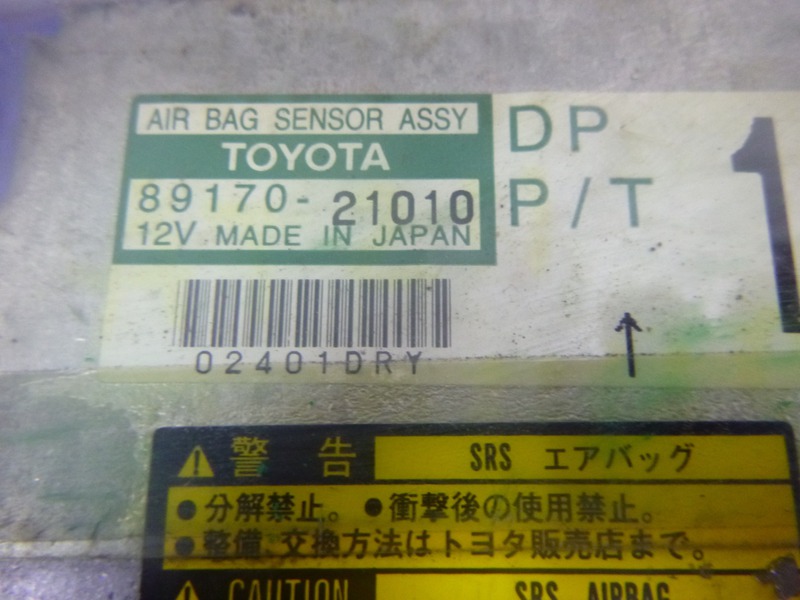 AIR BAG SENSOR ASSY
TOYOTA
89170-21010
12V MADE IN JAPAN
DP
P/T
1
02401DRY
警告 SRS エアバッグ
●分解禁止。●衝撃後の使用禁止。
●整備、交換方法はトヨタ販売店まで。
CAUTION SRS AIRBAG